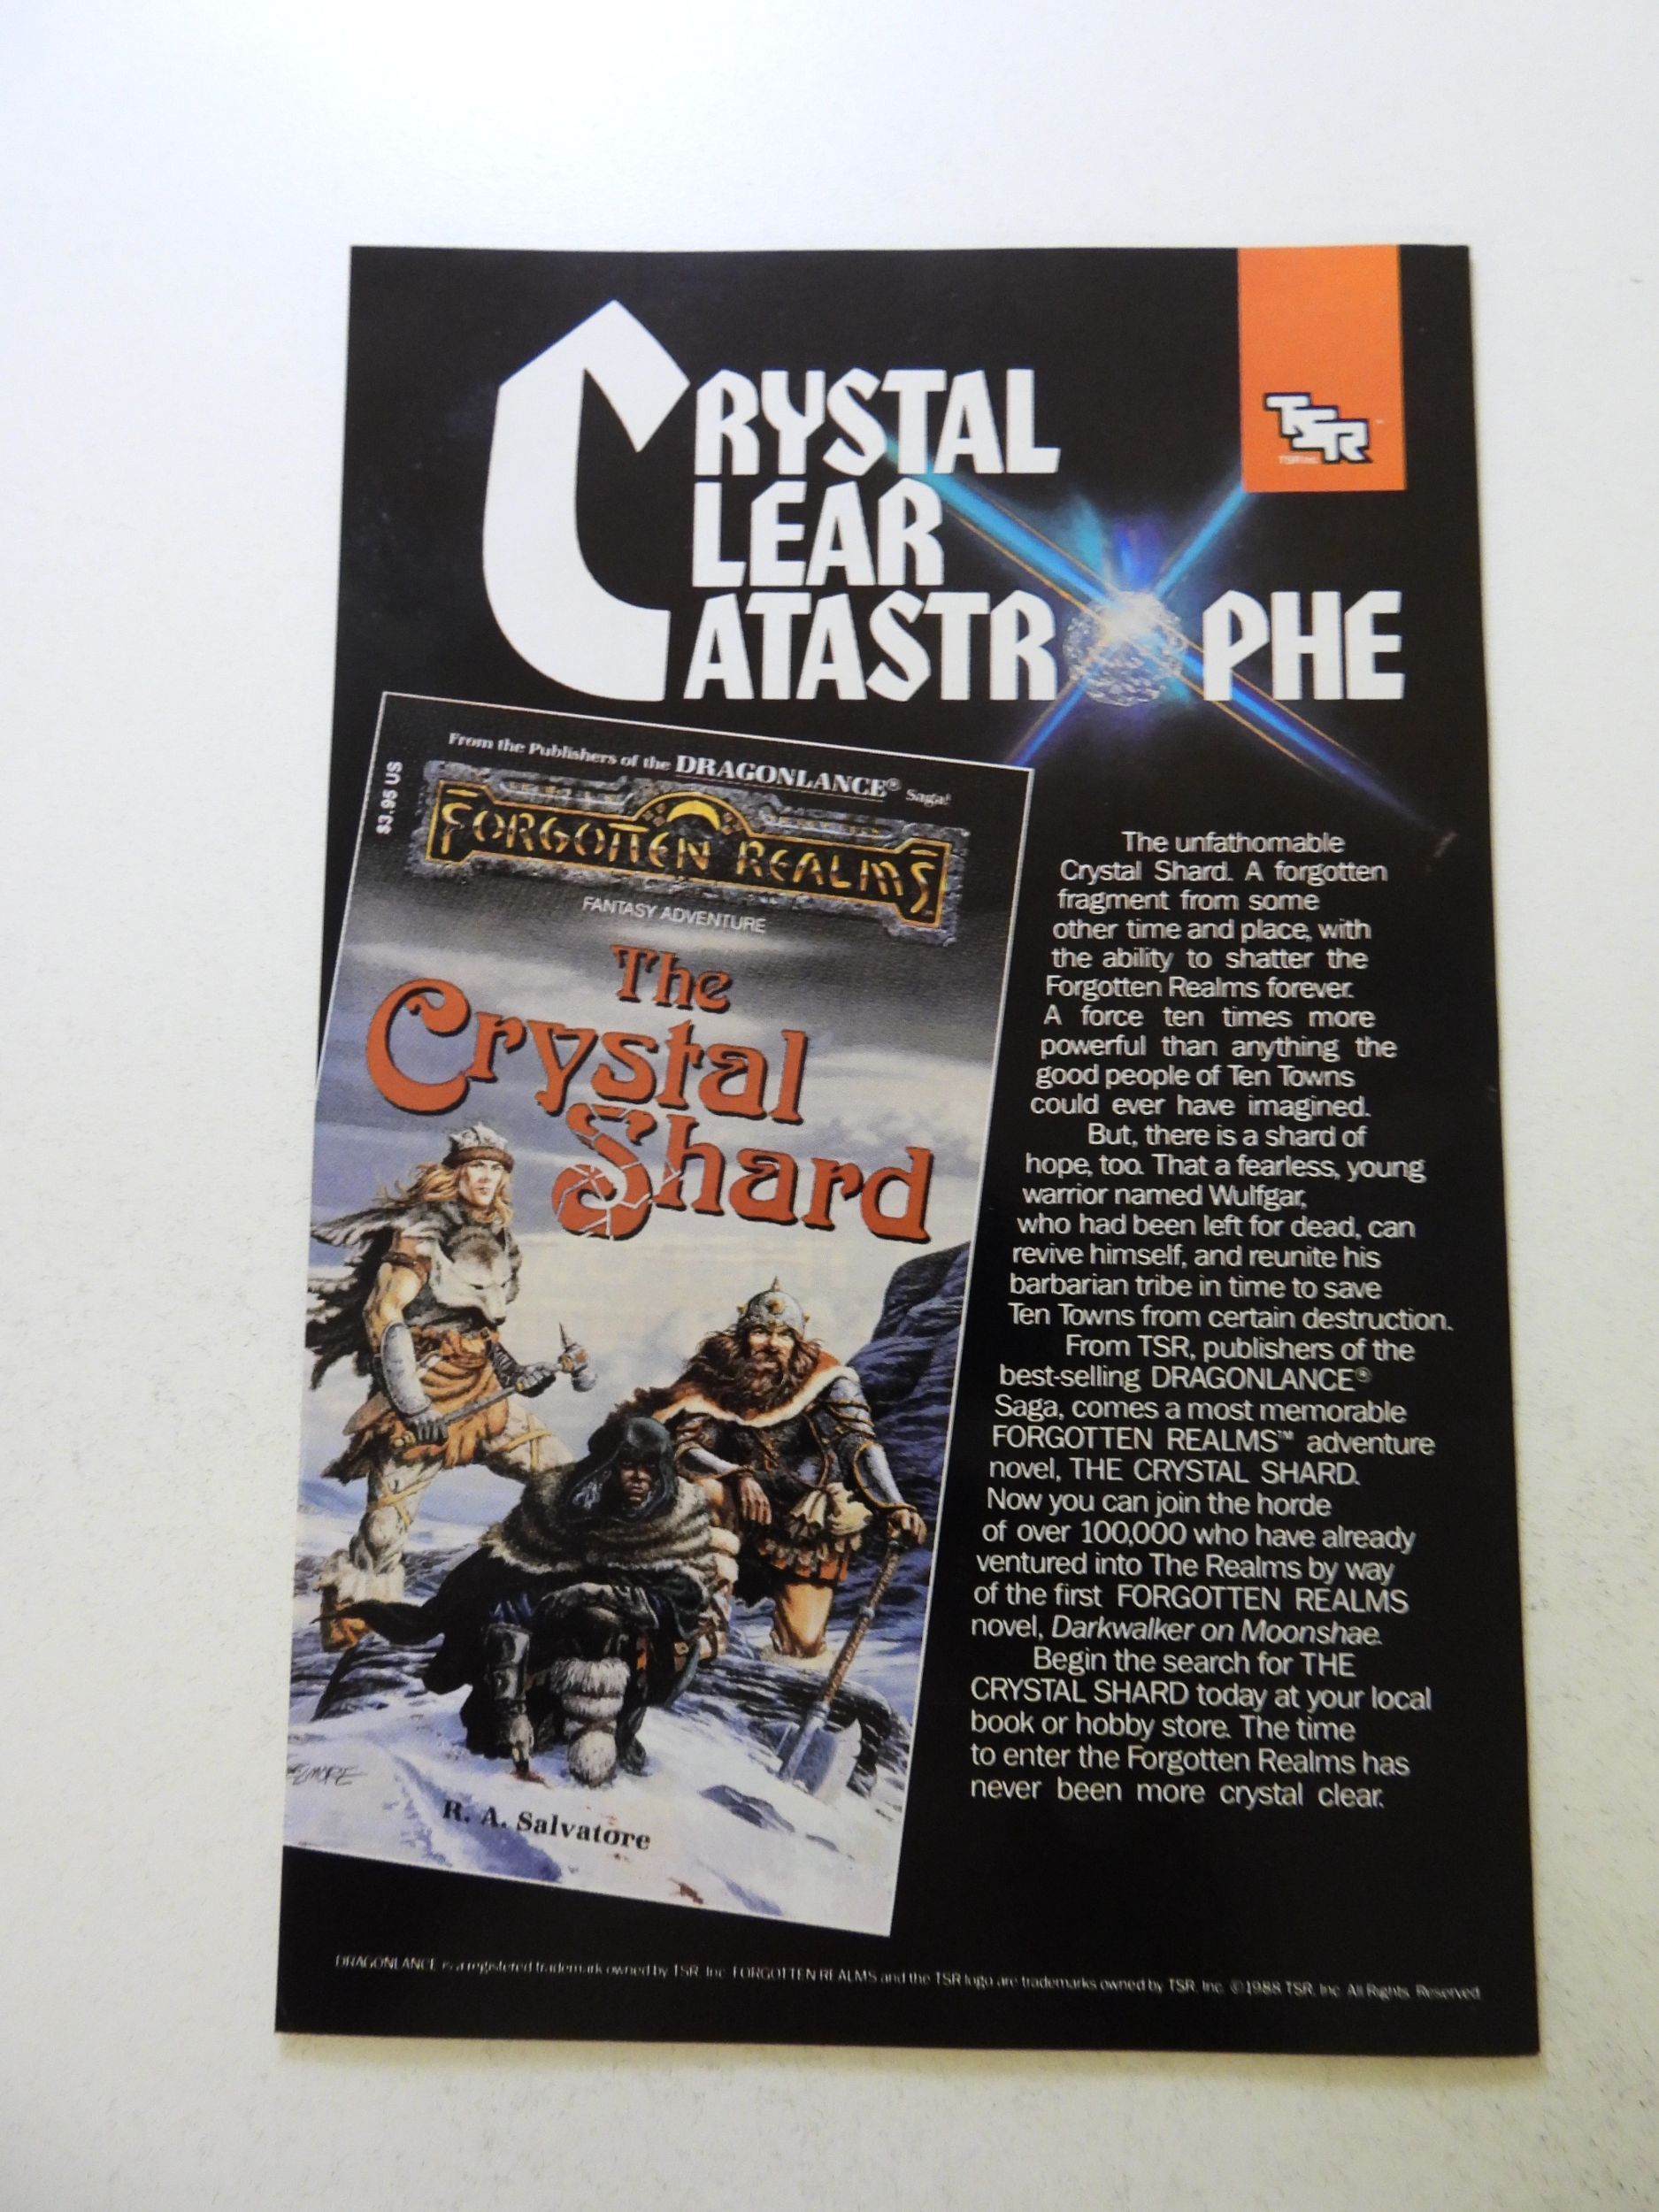 CRYSTAL
CLEAR
CATASTROPHE
TSR™
TSR, Inc.
From the Publishers of the DRAGONLANCE® Saga!
$3.95 US
FORGOTTEN REALMS™
FANTASY ADVENTURE
The
Crystal
Shard
ELMORE
R. A. Salvatore
The unfathomable
Crystal Shard. A forgotten
fragment from some
other time and place, with
the ability to shatter the
Forgotten Realms forever.
A force ten times more
powerful than anything the
good people of Ten Towns
could ever have imagined.
But, there is a shard of
hope, too. That a fearless, young
warrior named Wulfgar,
who had been left for dead, can
revive himself, and reunite his
barbarian tribe in time to save
Ten Towns from certain destruction.
From TSR, publishers of the
best-selling DRAGONLANCE®
Saga, comes a most memorable
FORGOTTEN REALMS™ adventure
novel, THE CRYSTAL SHARD.
Now you can join the horde
of over 100,000 who have already
ventured into The Realms by way
of the first FORGOTTEN REALMS
novel, Darkwalker on Moonshae.
Begin the search for THE
CRYSTAL SHARD today at your local
book or hobby store. The time
to enter the Forgotten Realms has
never been more crystal clear.
DRAGONLANCE is a registered trademark owned by TSR, Inc. FORGOTTEN REALMS and the TSR logo are trademarks owned by TSR, Inc. ©1988 TSR, Inc. All Rights Reserved